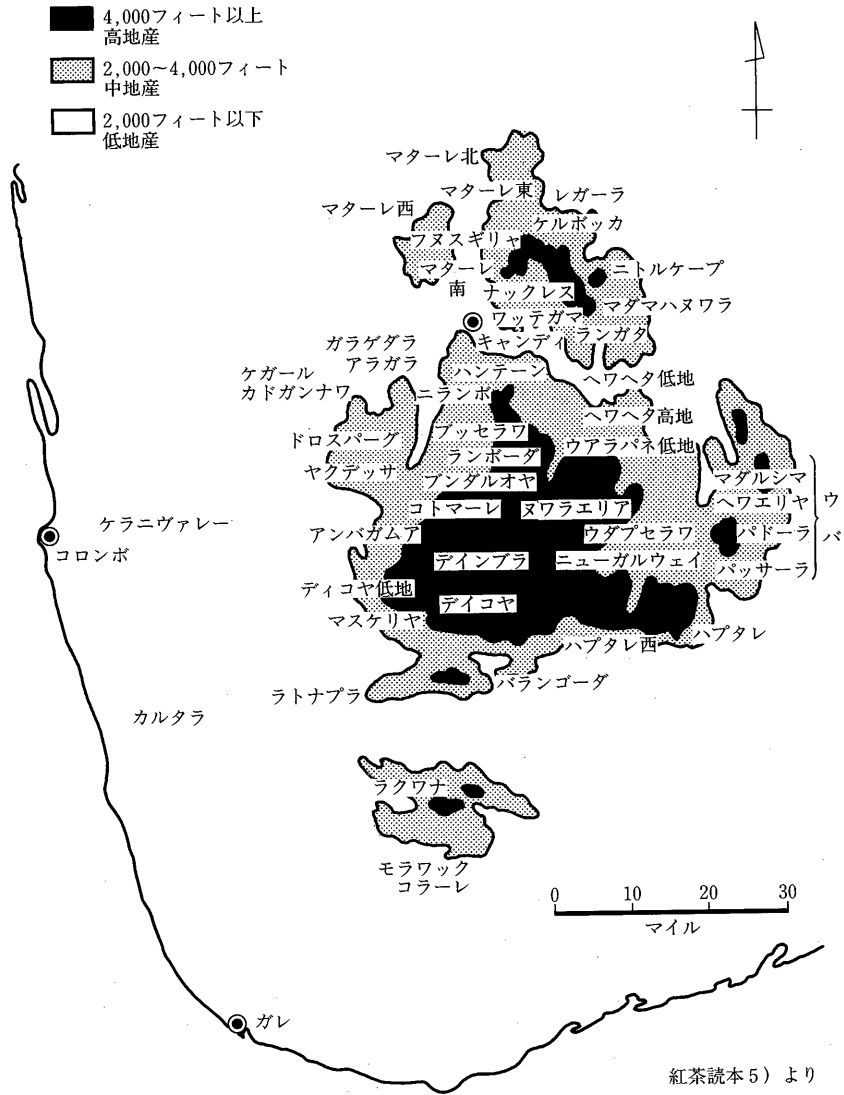 4,000フィート以上
高地産
2,000～4,000フィート
中地産
2,000フィート以下
低地産
マターレ北
マターレ東
レガーラ
マターレ西
ケルボッカ
フヌスギリャ
マターレ
南
ニトルケープ
ナックレス
マダマハヌワラ
ワッテガマ
ランガタ
キャンディ
ガラゲダラ
アラガラ
ハンテーン
ヘワヘタ低地
ケガール
カドガンナワ
ニランボ
ヘワヘタ高地
ドロスパーグ
ブッセラワ
ウアラパネ低地
ランボーダ
ヤクデッサ
ブンダルオヤ
マダルシマ
コトマーレ
ヌワラエリア
ヘワエリヤ
ウバ
ケラニヴァレー
アンバガムア
ウダプセラワ
パドーラ
コロンボ
デインブラ
ニューガルウェイ
パッサーラ
ディコヤ低地
デイコヤ
マスケリヤ
ハプタレ西
ハプタレ
ラトナプラ
バランゴーダ
カルタラ
ラクワナ
モラワック
コラーレ
0 10 20 30
マイル
ガレ
紅茶読本5）より